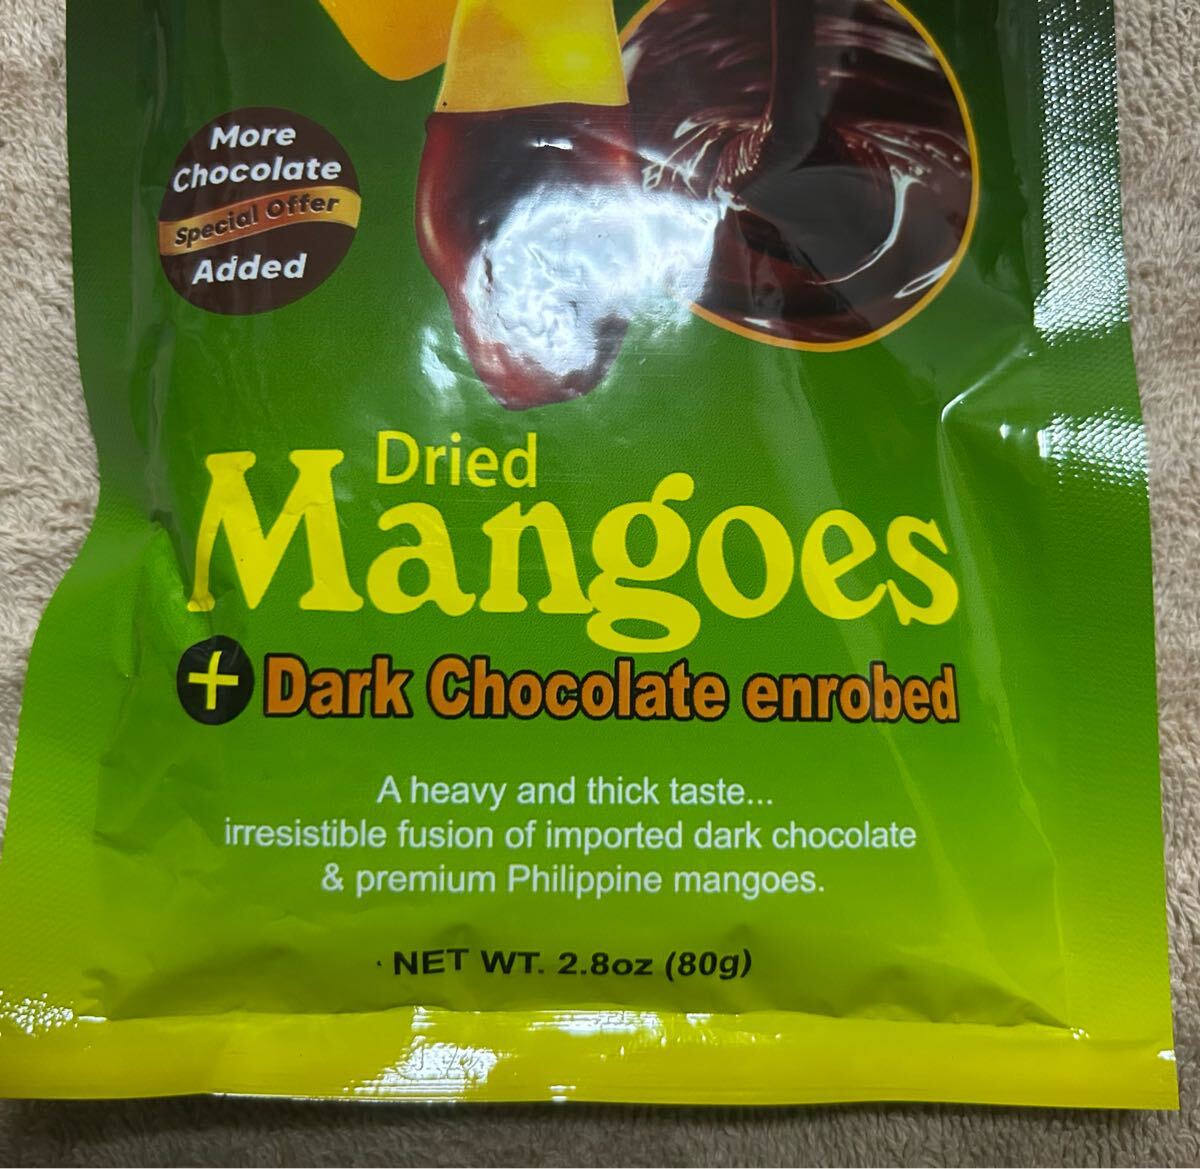 More
Chocolate
Special Offer
Added
Dried
Mangoes
+ Dark Chocolate enrobed
A heavy and thick taste...
irresistible fusion of imported dark chocolate
& premium Philippine mangoes.
NET WT. 2.8oz (80g)